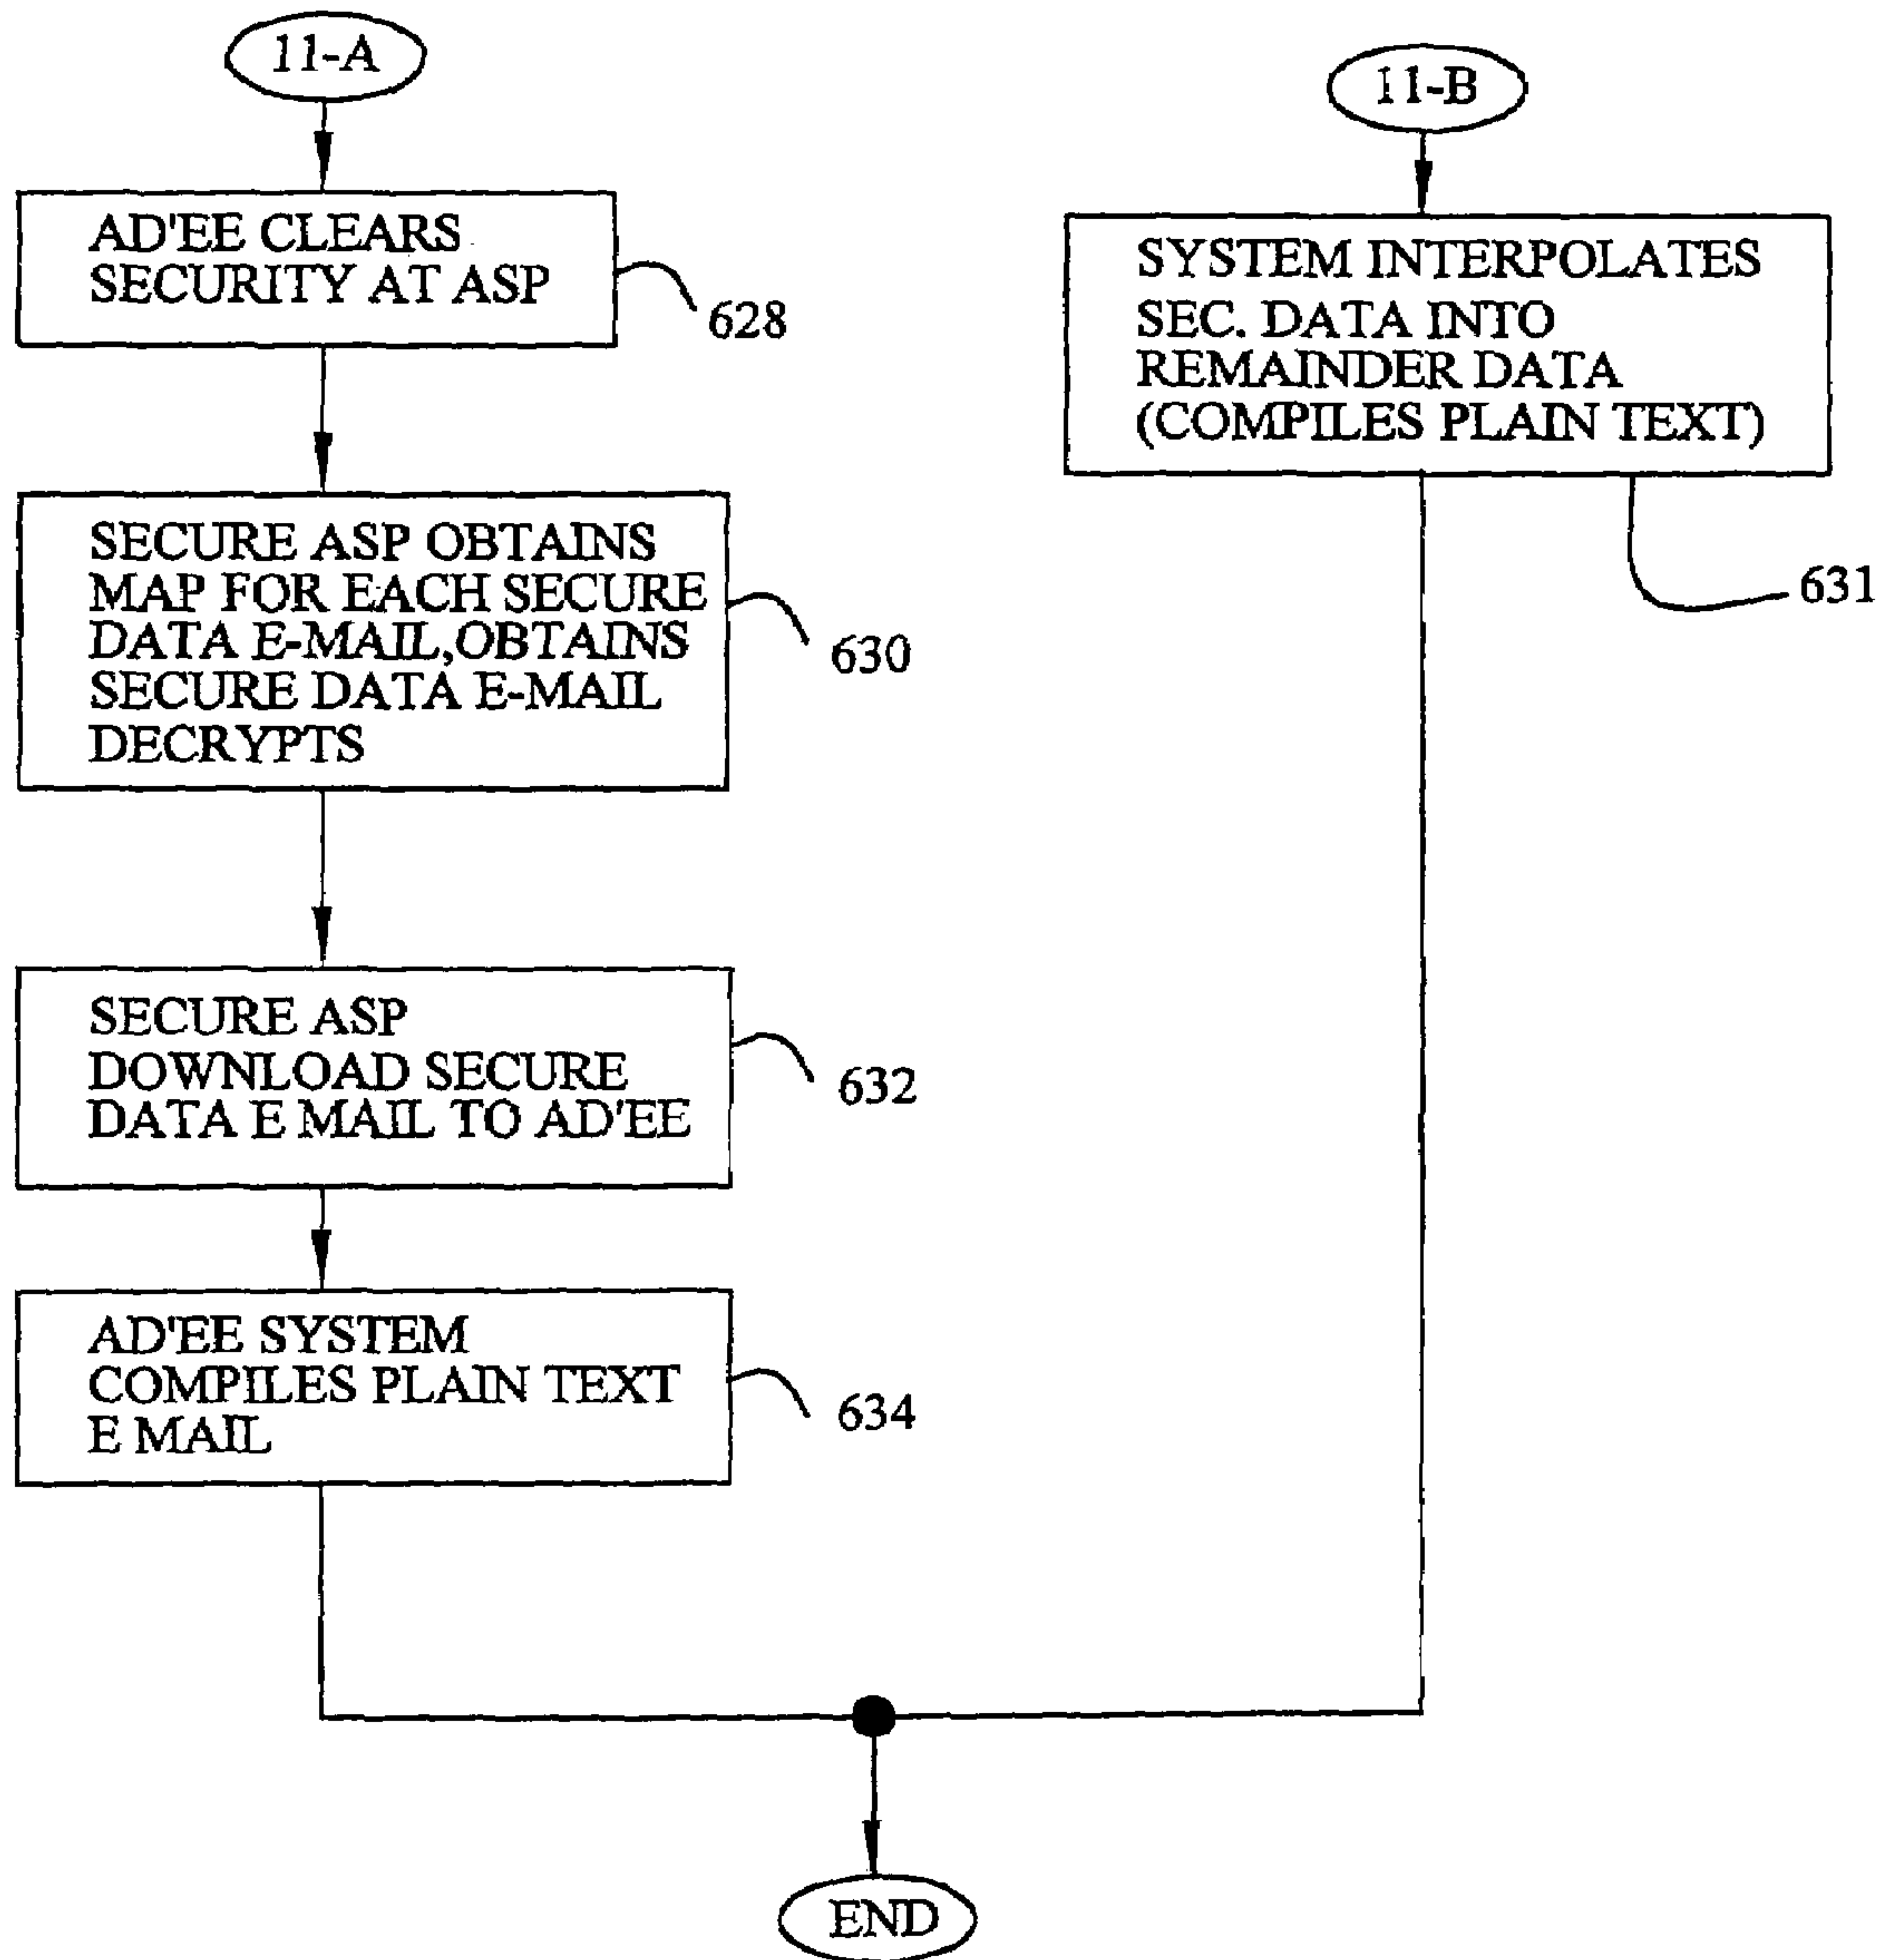 11-A
AD'EE CLEARS
SECURITY AT ASP
628
SECURE ASP OBTAINS
MAP FOR EACH SECURE
DATA E-MAIL,OBTAINS
SECURE DATA E-MAIL
DECRYPTS
630
SECURE ASP
DOWNLOAD SECURE
DATA E MAIL TO AD'EE
632
AD'EE SYSTEM
COMPILES PLAIN TEXT
E MAIL
634
11-B
SYSTEM INTERPOLATES
SEC. DATA INTO
REMAINDER DATA
(COMPILES PLAIN TEXT)
631
END